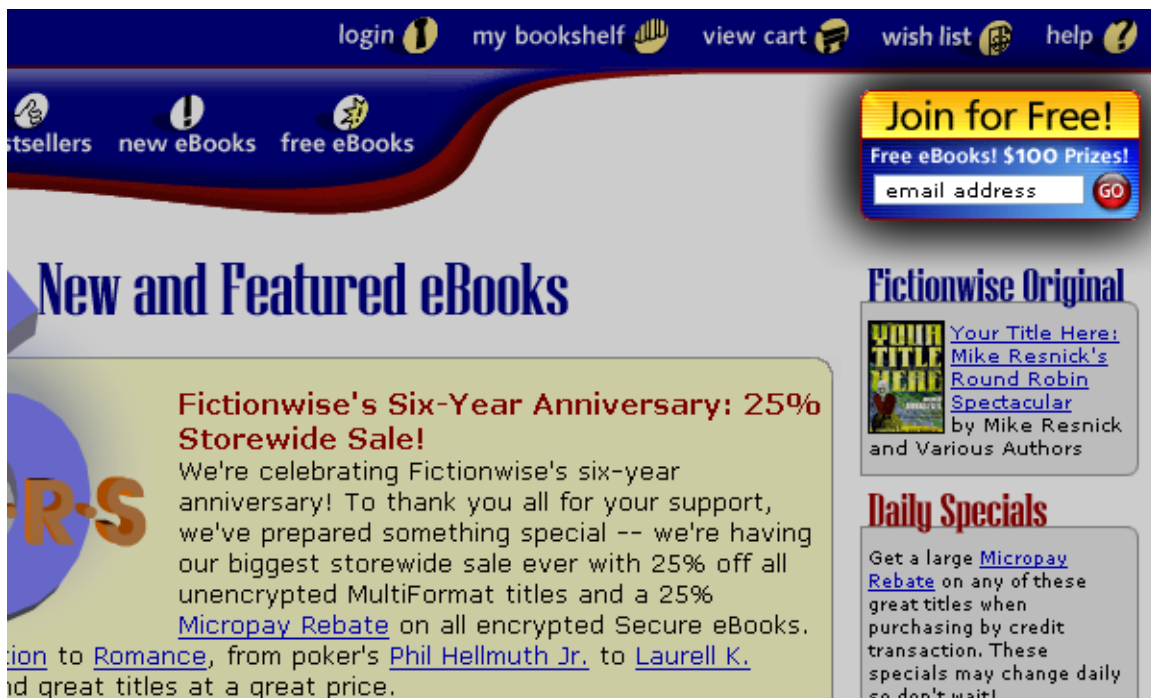 login
my bookshelf
view cart
wish list
help
new eBooks
free eBooks
Join for Free!
Free eBooks! $100 Prizes!
email address
GO
New and Featured eBooks
Fictionwise's Six-Year Anniversary: 25%
Storewide Sale!
We're celebrating Fictionwise's six-year
anniversary! To thank you all for your support,
we've prepared something special -- we're having
our biggest storewide sale ever with 25% off all
unencrypted MultiFormat titles and a 25%
Micropay Rebate on all encrypted Secure eBooks.
to Romance, from poker's Phil Hellmuth Jr. to Laurell K.
great titles at a great price.
R·S
Fictionwise Original
YOUR
TITLE
HERE
Your Title Here:
Mike Resnick's
Round Robin
Spectacular
by Mike Resnick
and Various Authors
Daily Specials
Get a large Micropay
Rebate on any of these
great titles when
purchasing by credit
transaction. These
specials may change daily
so don't wait!